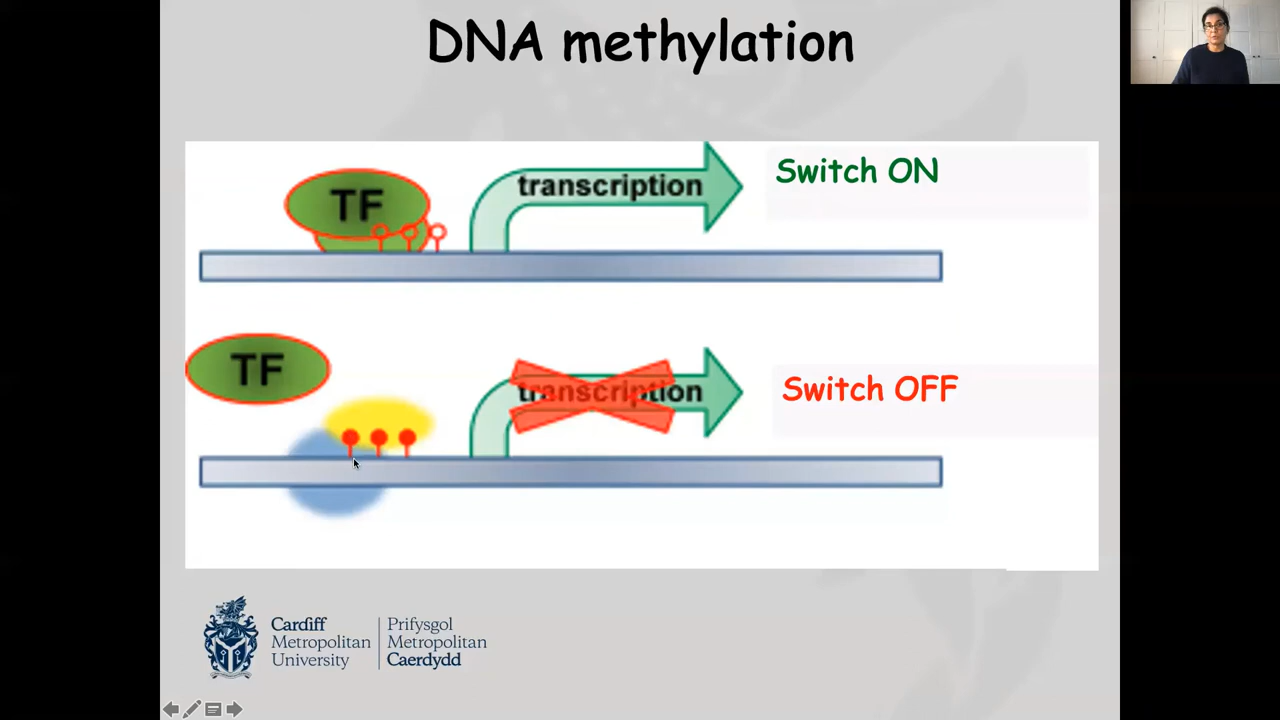 DNA methylation
TF
transcription
Switch ON
TF
transcription
Switch OFF
Cardiff
Metropolitan
University
Prifysgol
Metropolitan
Caerdydd